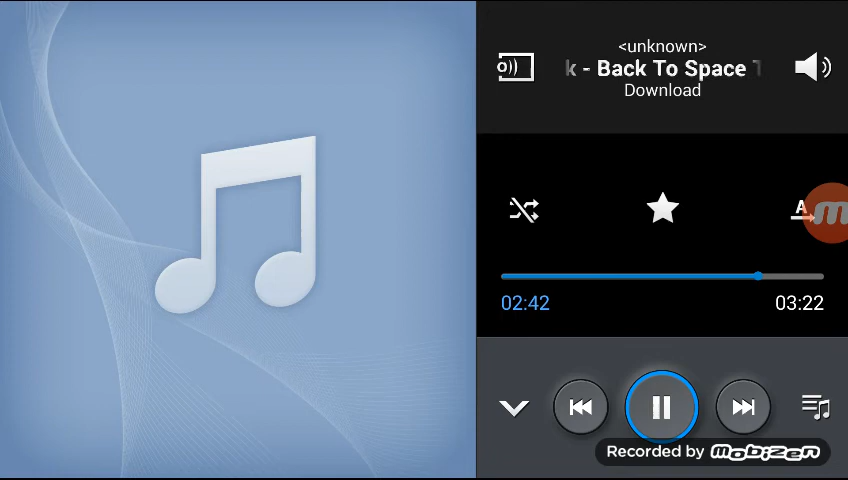 <unknown>
k - Back To Space T
Download
A
02:42
03:22
Recorded by mobizen